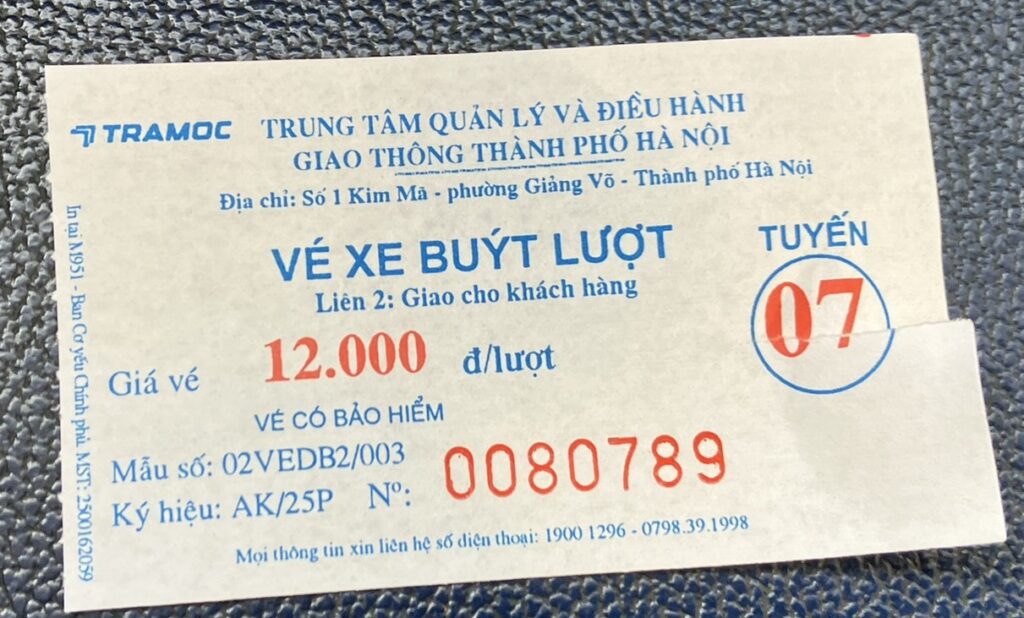 TRAMOC
TRUNG TÂM QUẢN LÝ VÀ ĐIỀU HÀNH
GIAO THÔNG THÀNH PHỐ HÀ NỘI
Địa chỉ: Số 1 Kim Mã - phường Giảng Võ - Thành phố Hà Nội
VÉ XE BUÝT LƯỢT
Liên 2: Giao cho khách hàng
TUYẾN
07
Giá vé 12.000 đ/lượt
VÉ CÓ BẢO HIỂM
Mẫu số: 02VEDB2/003
Ký hiệu: AK/25P Nº: 0080789
Mọi thông tin xin liên hệ số điện thoại: 1900 1296 - 0798.39.1998
In tại M951 - Ban Cơ yếu Chính phủ. MST: 2500162059